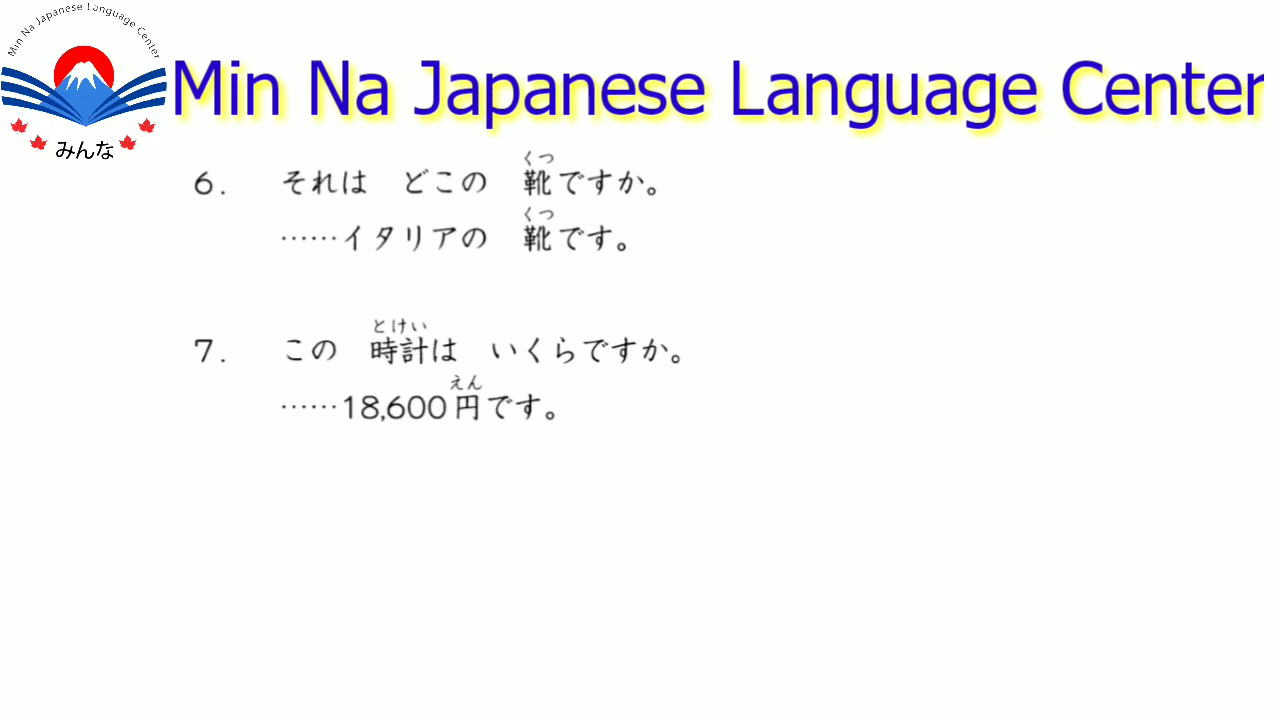 Min Na Japanese Language Center
みんな
Min Na Japanese Language Center
くつ
６． それは どこの 靴ですか。
くつ
……イタリアの 靴です。
とけい
７． この 時計は いくらですか。
えん
……18,600円です。